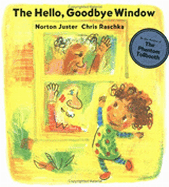 The Hello, Goodbye Window
Norton Juster Chris Raschka
The Phantom
Tollbooth